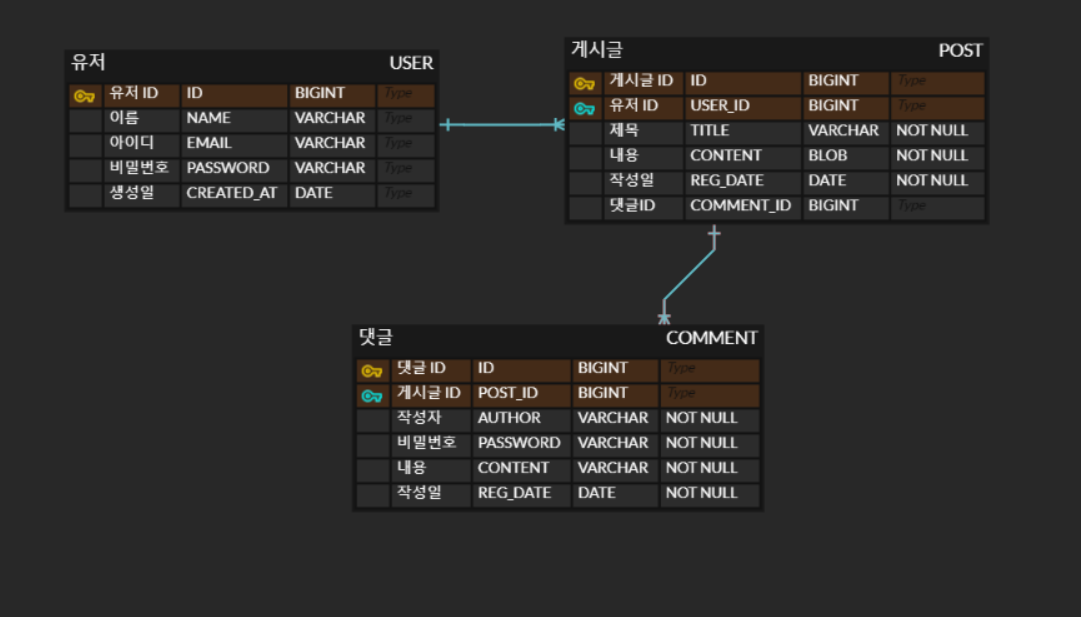 유저 USER
유저 ID ID BIGINT Type
이름 NAME VARCHAR Type
아이디 EMAIL VARCHAR Type
비밀번호 PASSWORD VARCHAR Type
생성일 CREATED_AT DATE Type
게시글 POST
게시글 ID ID BIGINT Type
유저 ID USER_ID BIGINT Type
제목 TITLE VARCHAR NOT NULL
내용 CONTENT BLOB NOT NULL
작성일 REG_DATE DATE NOT NULL
댓글ID COMMENT_ID BIGINT Type
댓글 COMMENT
댓글 ID ID BIGINT Type
게시글 ID POST_ID BIGINT Type
작성자 AUTHOR VARCHAR NOT NULL
비밀번호 PASSWORD VARCHAR NOT NULL
내용 CONTENT VARCHAR NOT NULL
작성일 REG_DATE DATE NOT NULL